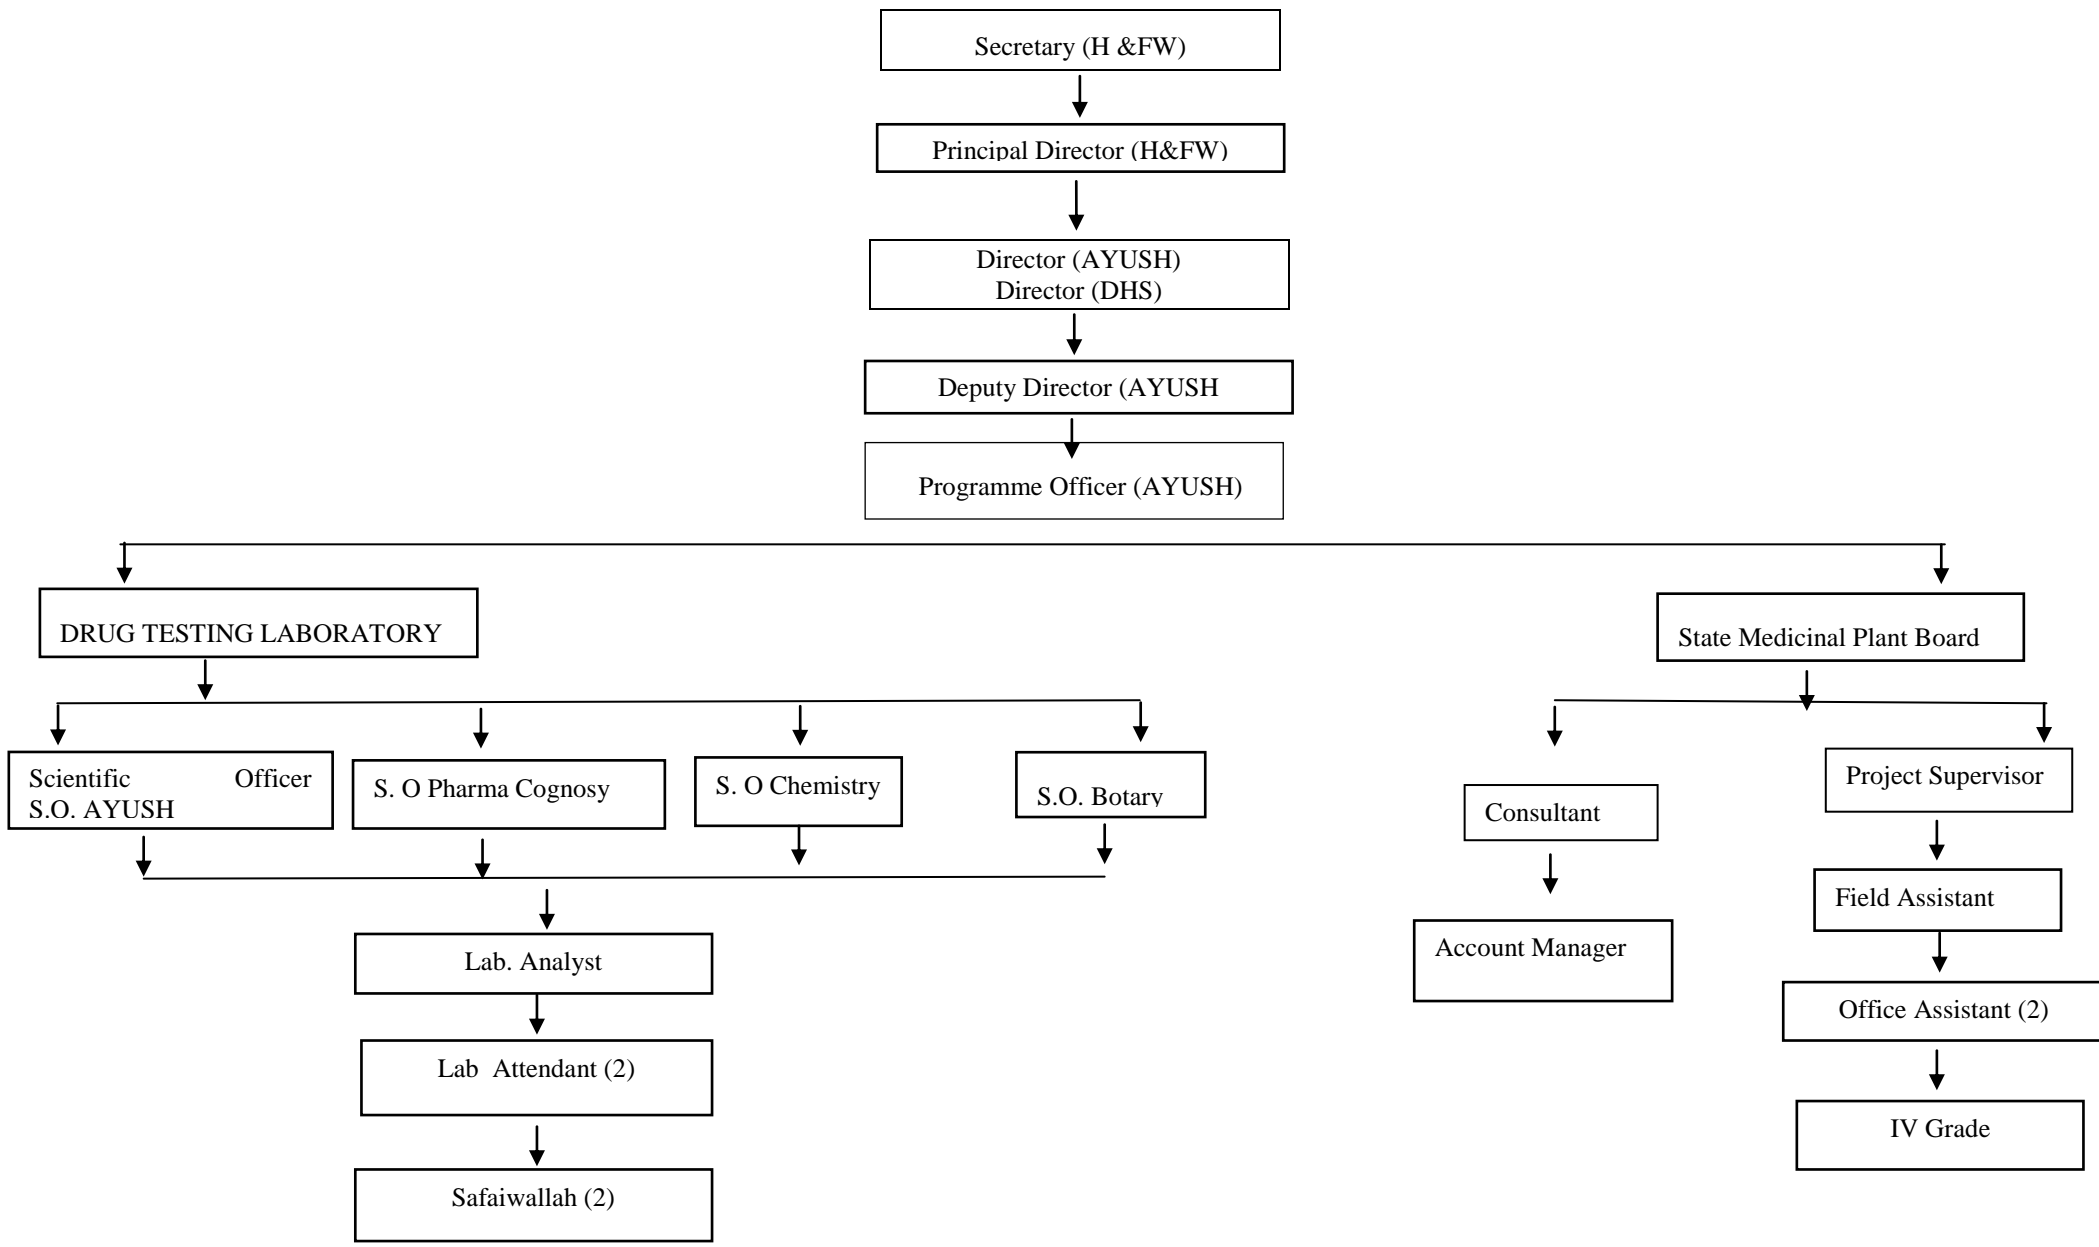 Secretary (H &FW)
Principal Director (H&FW)
Director (AYUSH)
Director (DHS)
Deputy Director (AYUSH
Programme Officer (AYUSH)
DRUG TESTING LABORATORY
State Medicinal Plant Board
Scientific Officer
S.O. AYUSH
S. O Pharma Cognosy
S. O Chemistry
S.O. Botary
Consultant
Project Supervisor
Account Manager
Field Assistant
Office Assistant (2)
IV Grade
Lab. Analyst
Lab Attendant (2)
Safaiwallah (2)